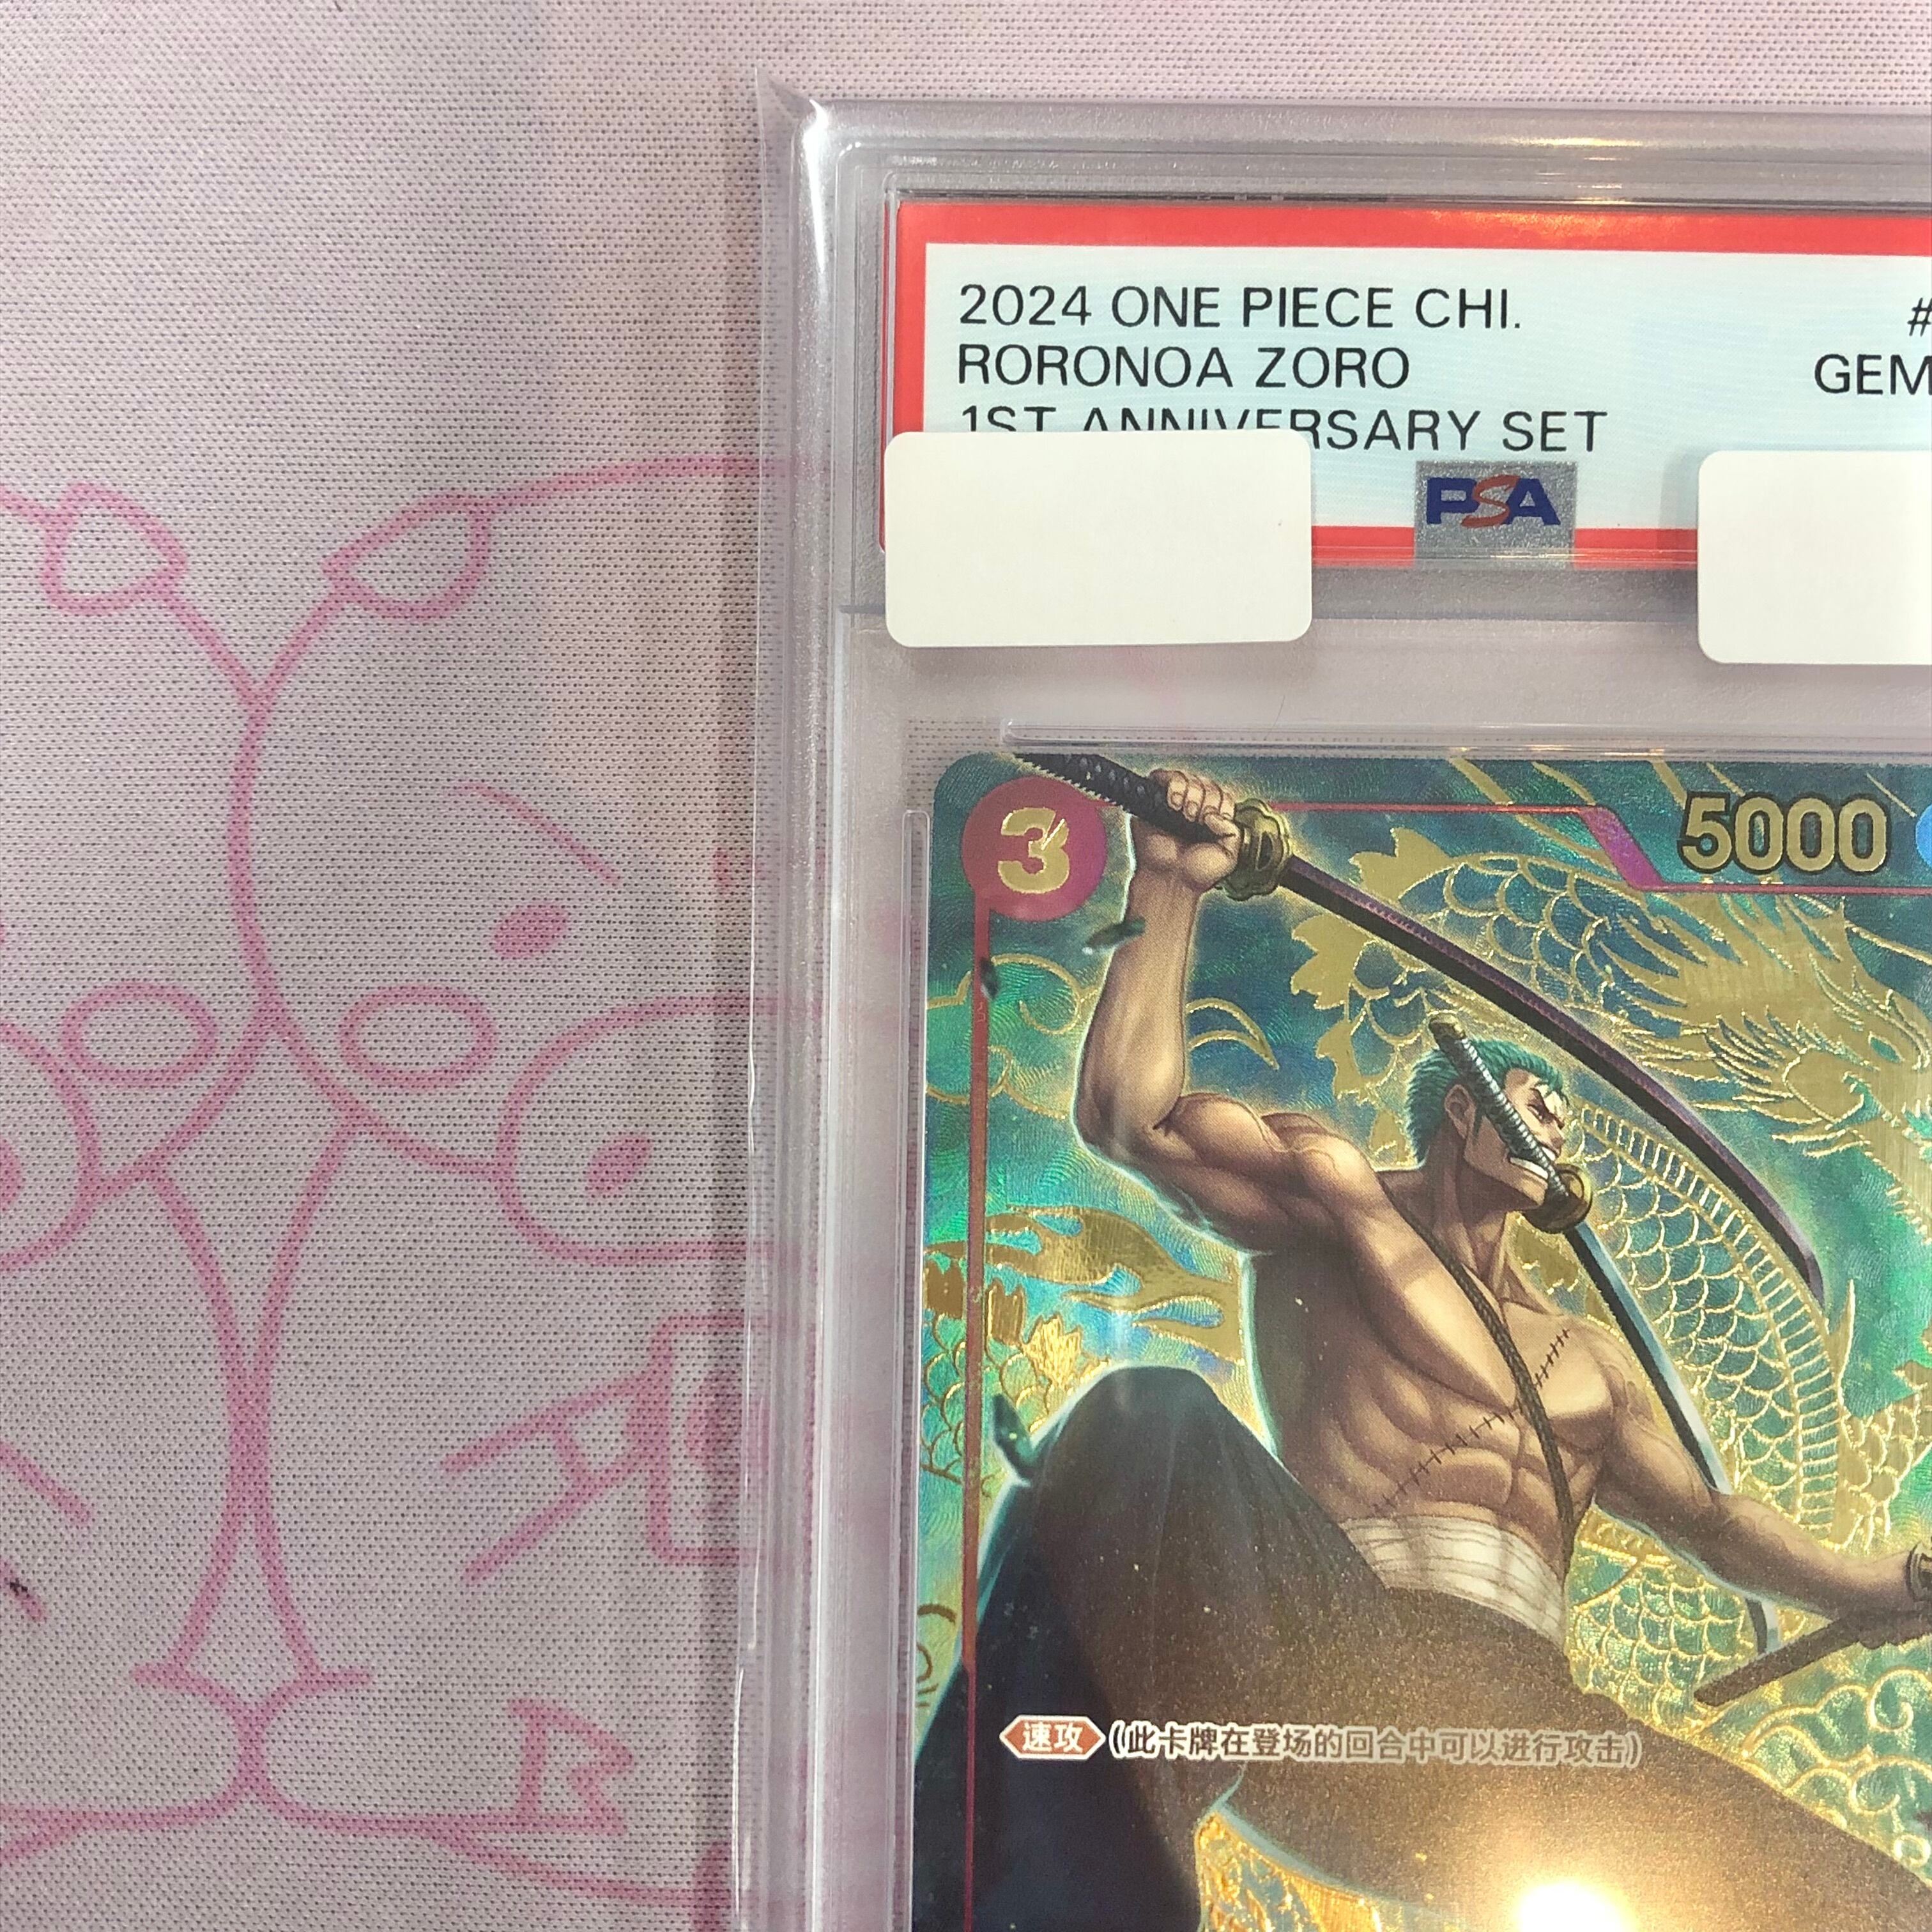 2024 ONE PIECE CHI.
#
RORONOA ZORO
GEM
1ST ANNIVERSARY SET
PSA
3
5000
速攻 (此卡牌在登场的回合中可以进行攻击)